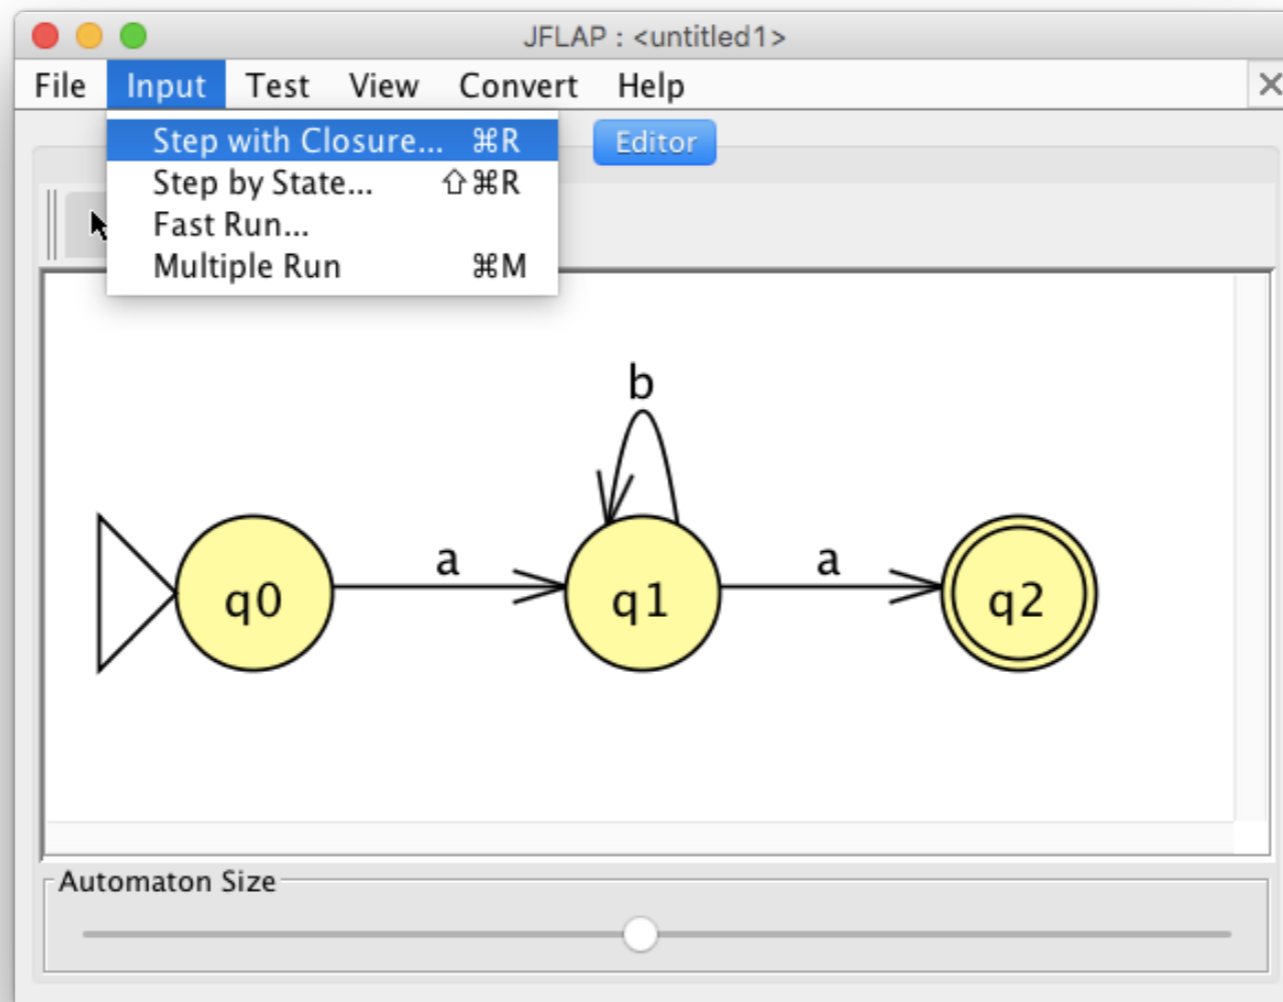 JFLAP : <untitled1>
File Input Test View Convert Help
Editor
Step with Closure... ⌘R
Step by State... ⇧⌘R
Fast Run...
Multiple Run ⌘M
b
a a
q0 q1 q2
Automaton Size